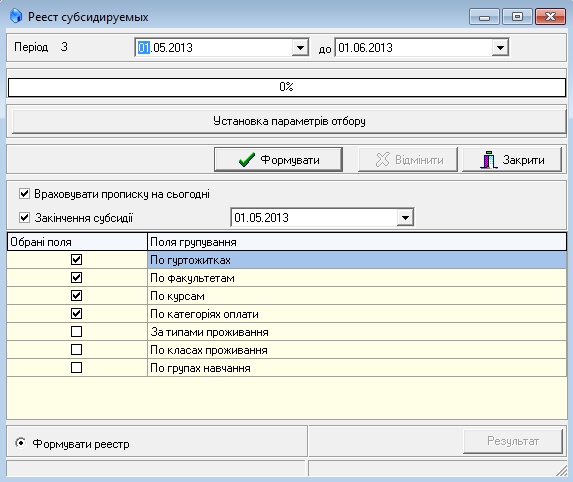 Реест субсидируемых
Період З 01.05.2013 до 01.06.2013
0%
Установка параметрів отбору
Формувати Відмінити Закрити
Враховувати прописку на сьогодні
Закінчення субсидії 01.05.2013
Обрані поля Поля групування
По гуртожитках
По факультетам
По курсам
По категоріях оплати
За типами проживання
По класах проживання
По групах навчання
Формувати реестр Результат